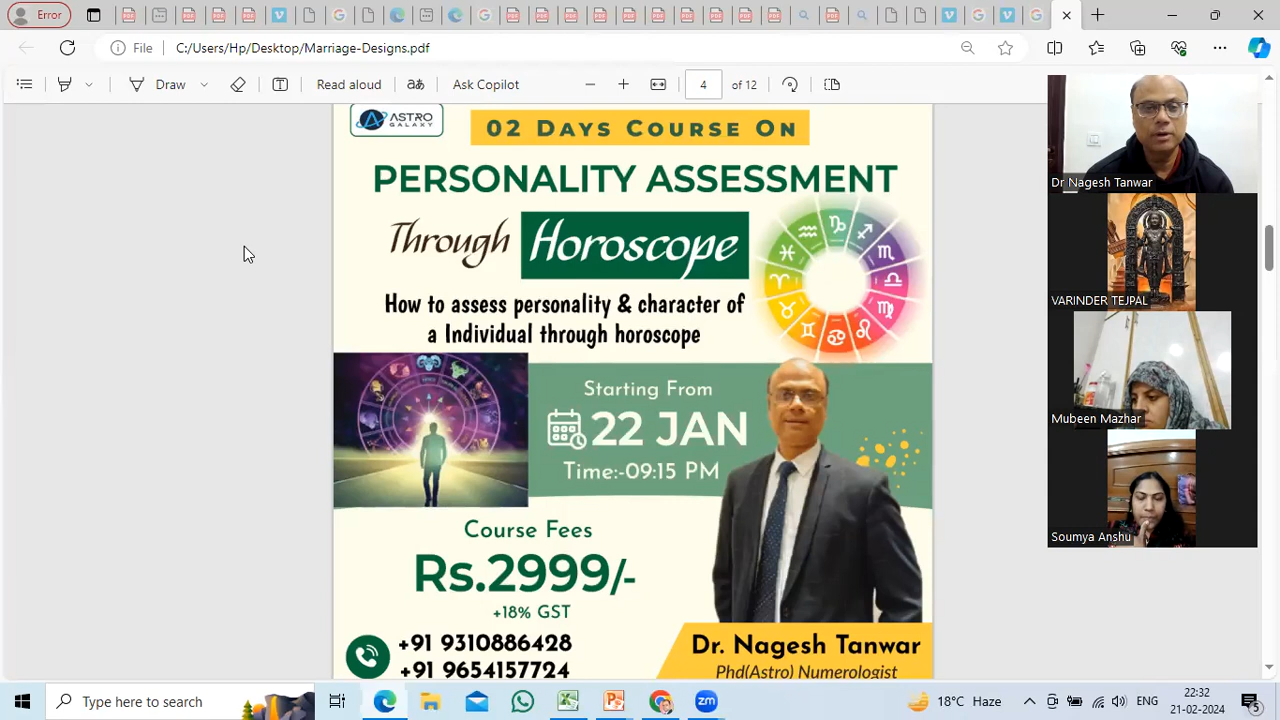 Error
File
C:/Users/Hp/Desktop/Marriage-Designs.pdf
Draw
Read aloud
Ask Copilot
4
of 12
ASTRO
GALAXY
02 DAYS COURSE ON
PERSONALITY ASSESSMENT
Through Horoscope
How to assess personality & character of
a Individual through horoscope
Starting From
22 JAN
Time:-09:15 PM
Course Fees
Rs.2999/-
+18% GST
+91 9310886428
+91 9654157724
Dr. Nagesh Tanwar
Phd(Astro) Numerologist
Dr Nagesh Tanwar
VARINDER TEJPAL
Mubeen Mazhar
Soumya Anshu
Type here to search
zm
18°C Haze
ENG
22:32
21-02-2024
5